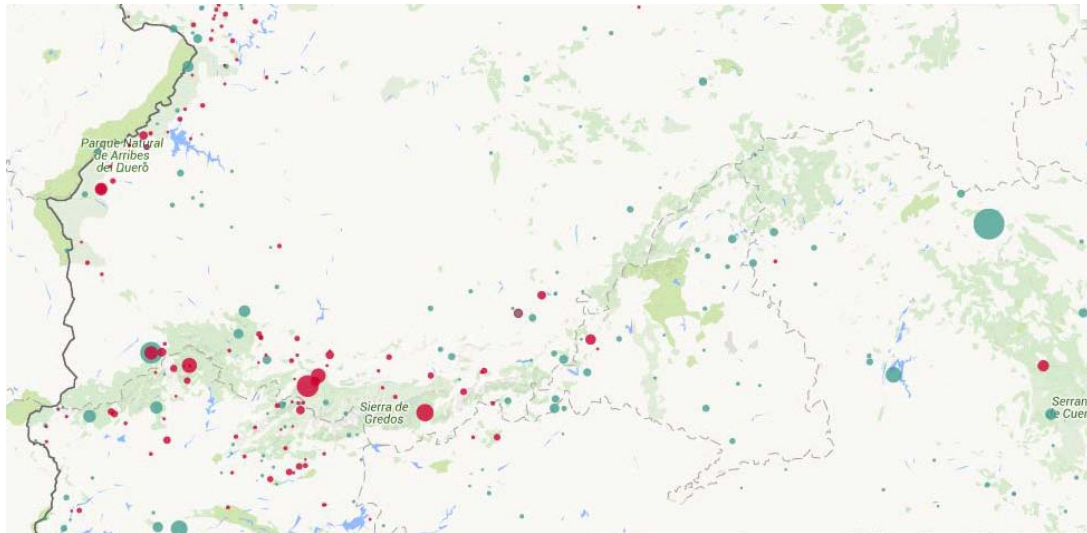 Parque Natural
de Arribes
del Duero
Sierra de
Gredos
Serran
de Cuen